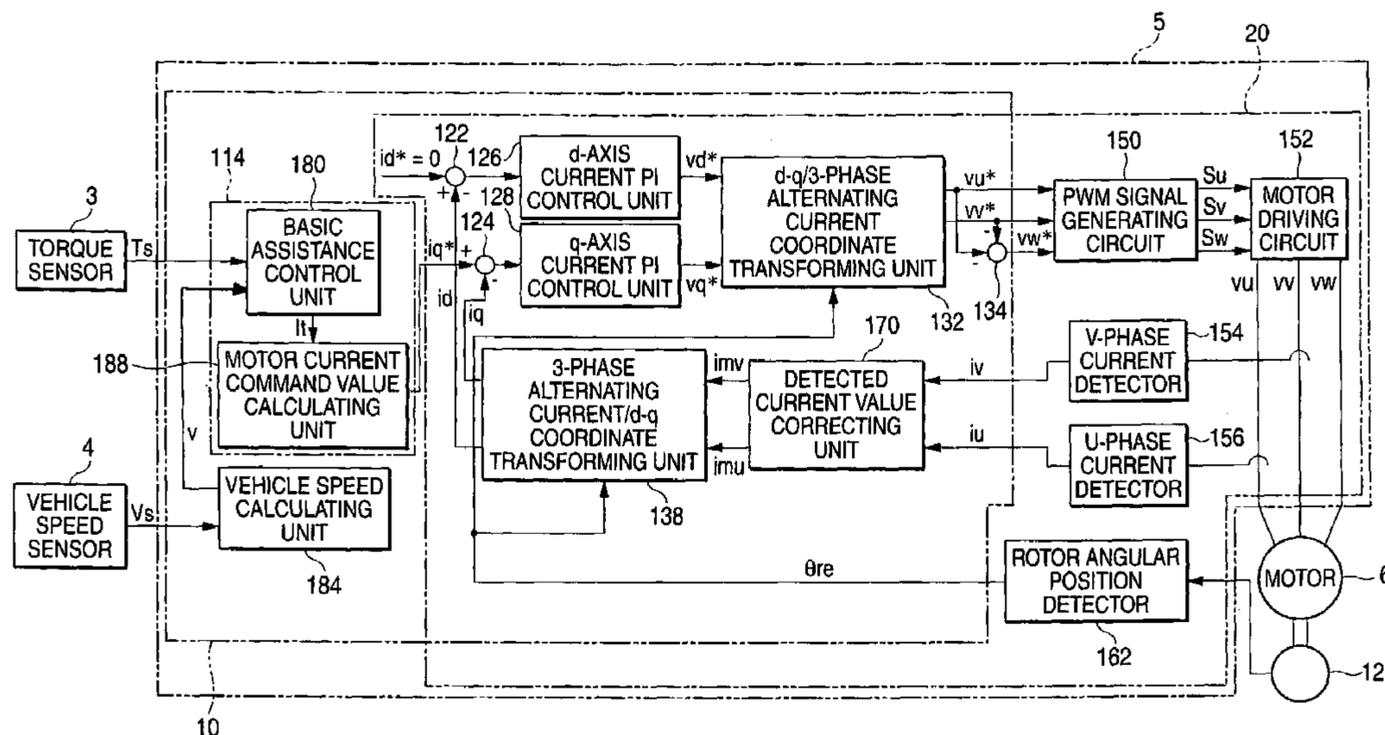 5
20
114
180
id* = 0
122
126
d-AXIS
CURRENT PI
CONTROL UNIT
vd*
d-q/3-PHASE
ALTERNATING
CURRENT
COORDINATE
TRANSFORMING UNIT
132
vu*
vv*
vw*
-
-
134
150
PWM SIGNAL
GENERATING
CIRCUIT
Su
Sv
Sw
152
MOTOR
DRIVING
CIRCUIT
3
TORQUE
SENSOR
Ts
BASIC
ASSISTANCE
CONTROL
UNIT
It
iq*
+
-
124
+
-
128
q-AXIS
CURRENT PI
CONTROL UNIT
vq*
id
iq
vu
vv
vw
188
MOTOR CURRENT
COMMAND VALUE
CALCULATING
UNIT
v
3-PHASE
ALTERNATING
CURRENT/d-q
COORDINATE
TRANSFORMING UNIT
138
imv
imu
170
DETECTED
CURRENT VALUE
CORRECTING
UNIT
iv
iu
V-PHASE
CURRENT
DETECTOR
154
U-PHASE
CURRENT
DETECTOR
156
4
VEHICLE
SPEED
SENSOR
Vs
VEHICLE SPEED
CALCULATING
UNIT
184
θre
ROTOR ANGULAR
POSITION
DETECTOR
162
MOTOR
6
12
10